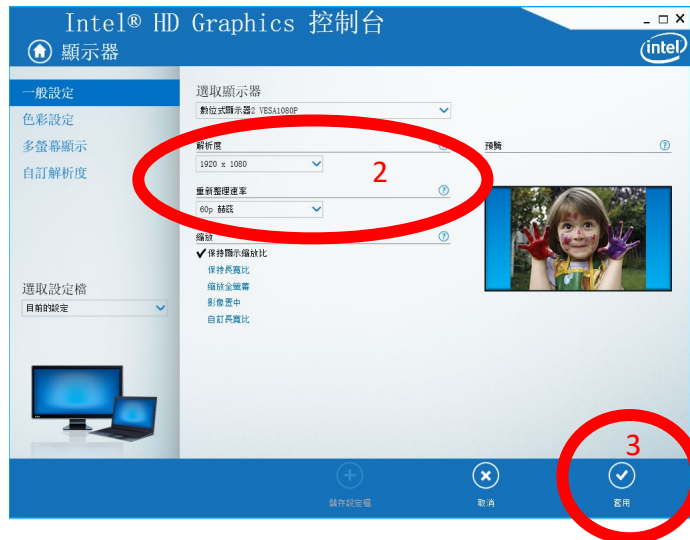 Intel® HD Graphics 控制台
顯示器
intel
一般設定
色彩設定
多螢幕顯示
自訂解析度
選取設定檔
目前的設定
選取顯示器
數位式顯示器2 VESA1080P
解析度
1920 x 1080
2
重新整理速率
60p 赫茲
縮放
保持顯示縮放比
保持長寬比
縮放全螢幕
影像置中
自訂長寬比
預覽
3
儲存設定檔
取消
套用